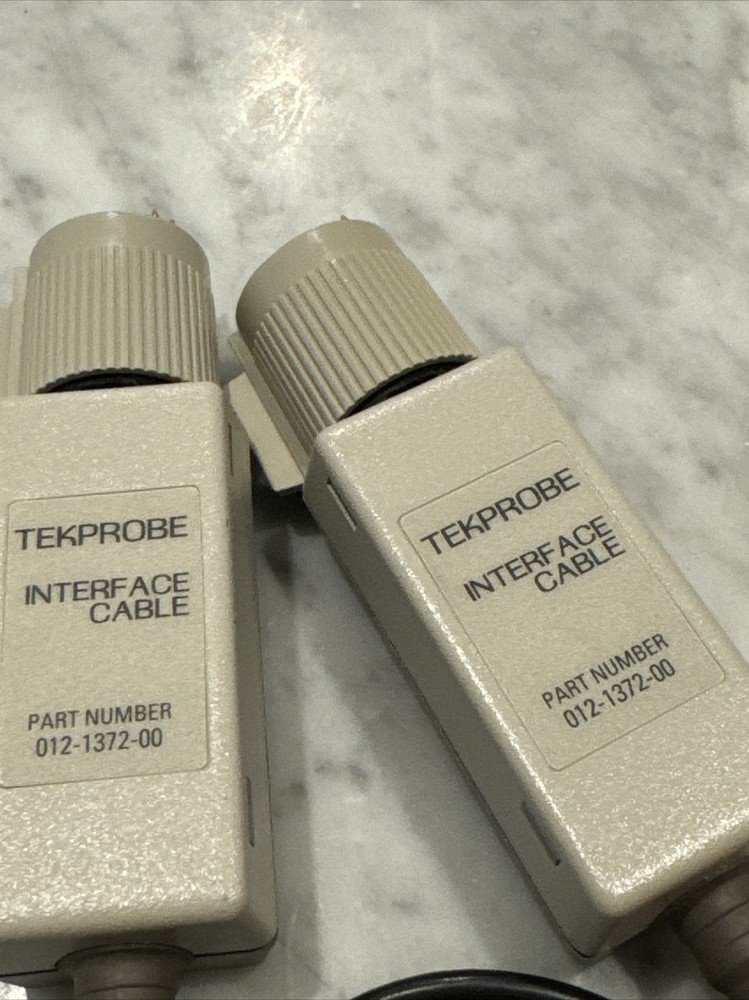 TEKPROBE
INTERFACE
CABLE
PART NUMBER
012-1372-00
TEKPROBE
INTERFACE
CABLE
PART NUMBER
012-1372-00